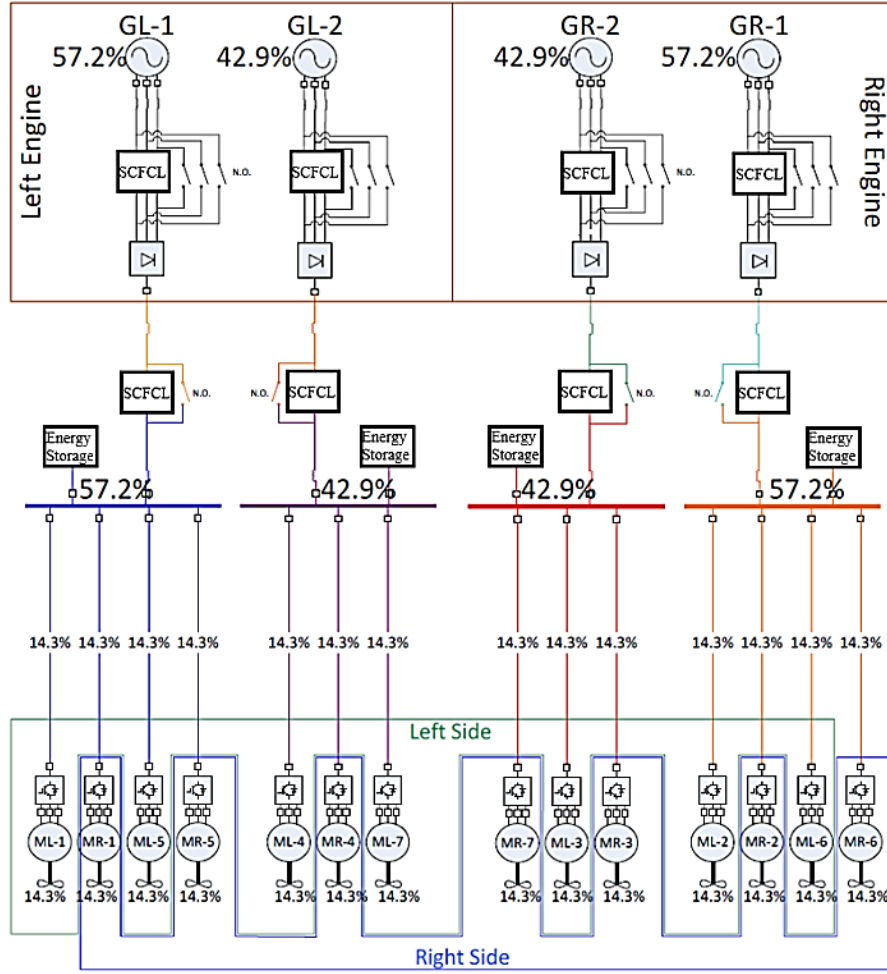 GL-1 GL-2 GR-2 GR-1
57.2% 42.9% 42.9% 57.2%
Left Engine
Right Engine
SCFCL SCFCL SCFCL SCFCL
N.O. N.O.
SCFCL SCFCL SCFCL SCFCL
N.O. N.O. N.O. N.O.
Energy Storage
Energy Storage
Energy Storage
Energy Storage
57.2% 42.9% 42.9% 57.2%
14.3% 14.3% 14.3% 14.3% 14.3% 14.3% 14.3% 14.3% 14.3% 14.3% 14.3% 14.3% 14.3% 14.3%
Left Side
ML-1 MR-1 ML-5 MR-5 ML-4 MR-4 ML-7 MR-7 ML-3 MR-3 ML-2 MR-2 ML-6 MR-6
14.3% 14.3% 14.3% 14.3% 14.3% 14.3% 14.3% 14.3% 14.3% 14.3% 14.3% 14.3% 14.3% 14.3%
Right Side